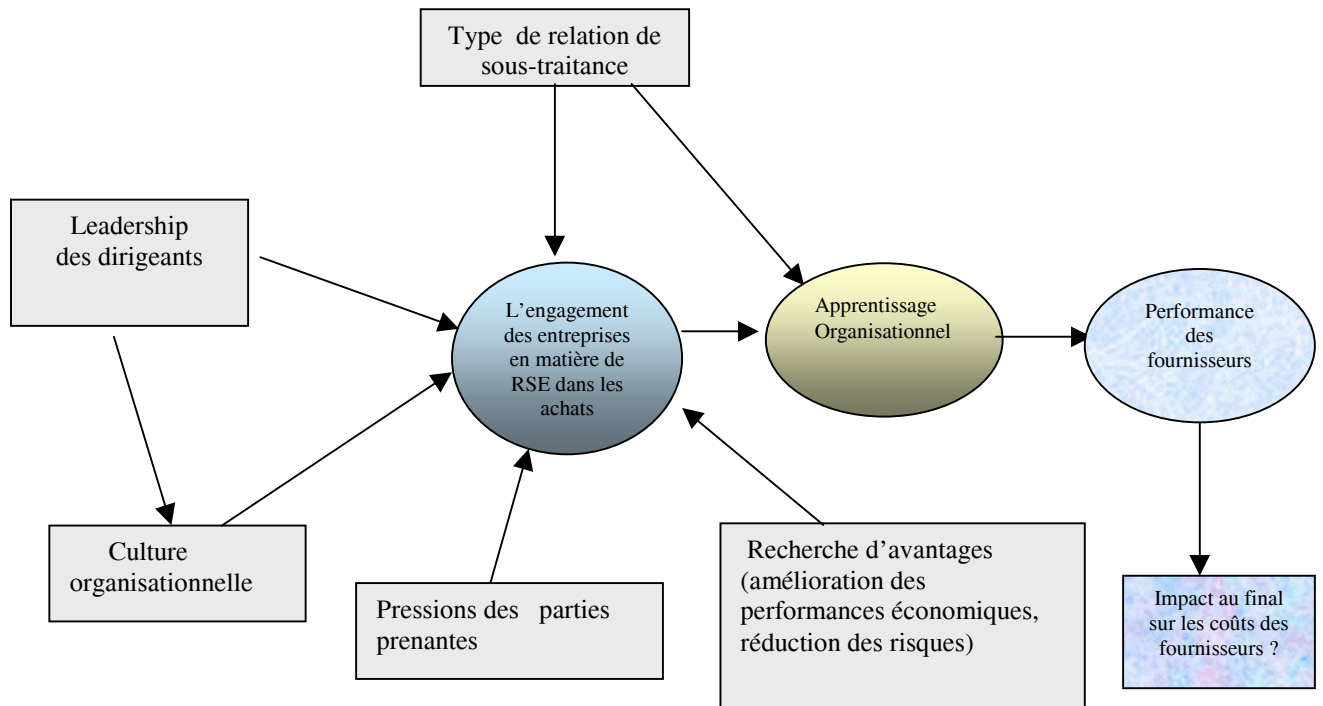 Type de relation de
sous-traitance
Leadership
des dirigeants
L’engagement
des entreprises
en matière de
RSE dans les
achats
Apprentissage
Organisationnel
Performance
des
fournisseurs
Culture
organisationnelle
Pressions des parties
prenantes
Recherche d’avantages
(amélioration des
performances économiques,
réduction des risques)
Impact au final
sur les coûts des
fournisseurs ?